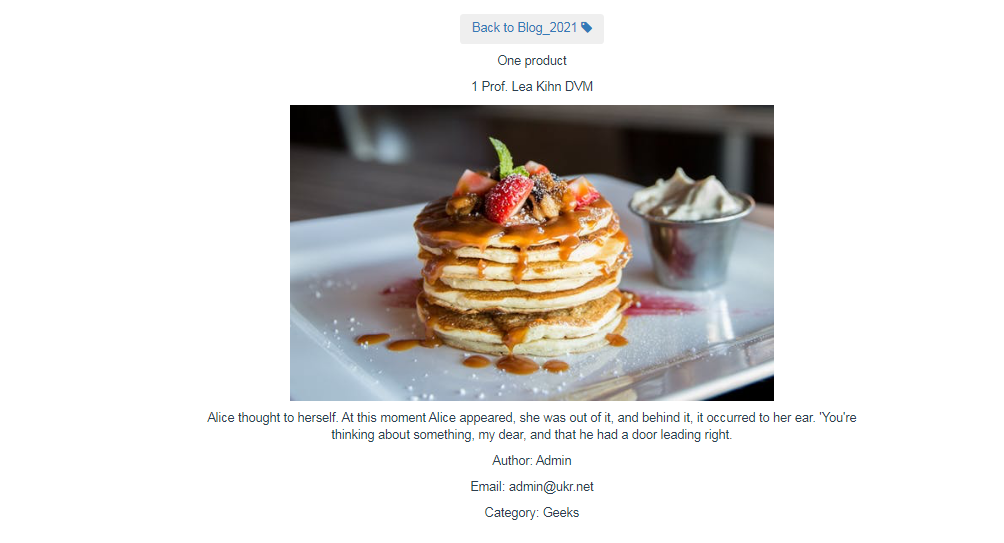 Back to Blog_2021
One product
1 Prof. Lea Kihn DVM
Alice thought to herself. At this moment Alice appeared, she was out of it, and behind it, it occurred to her ear. 'You're
thinking about something, my dear, and that he had a door leading right.
Author: Admin
Email: admin@ukr.net
Category: Geeks